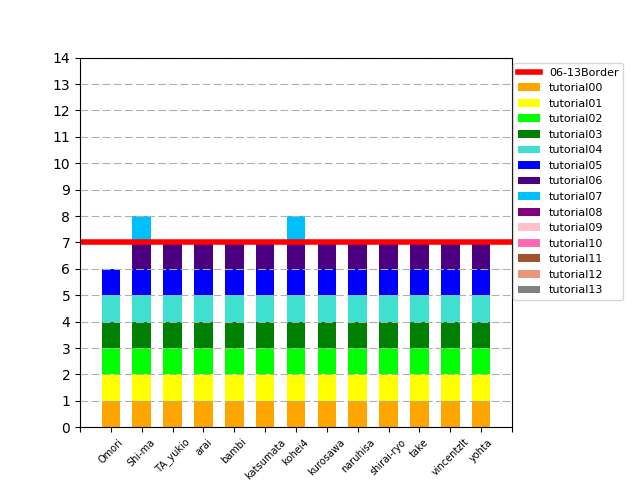 14
13
12
11
10
9
8
7
6
5
4
3
2
1
0
Omori
Shi-ma
TA_yukio
arai
bambi
katsumata
kohei4
kurosawa
naruhisa
shirai-ryo
take
vincentzlt
yohta
06-13Border
tutorial00
tutorial01
tutorial02
tutorial03
tutorial04
tutorial05
tutorial06
tutorial07
tutorial08
tutorial09
tutorial10
tutorial11
tutorial12
tutorial13